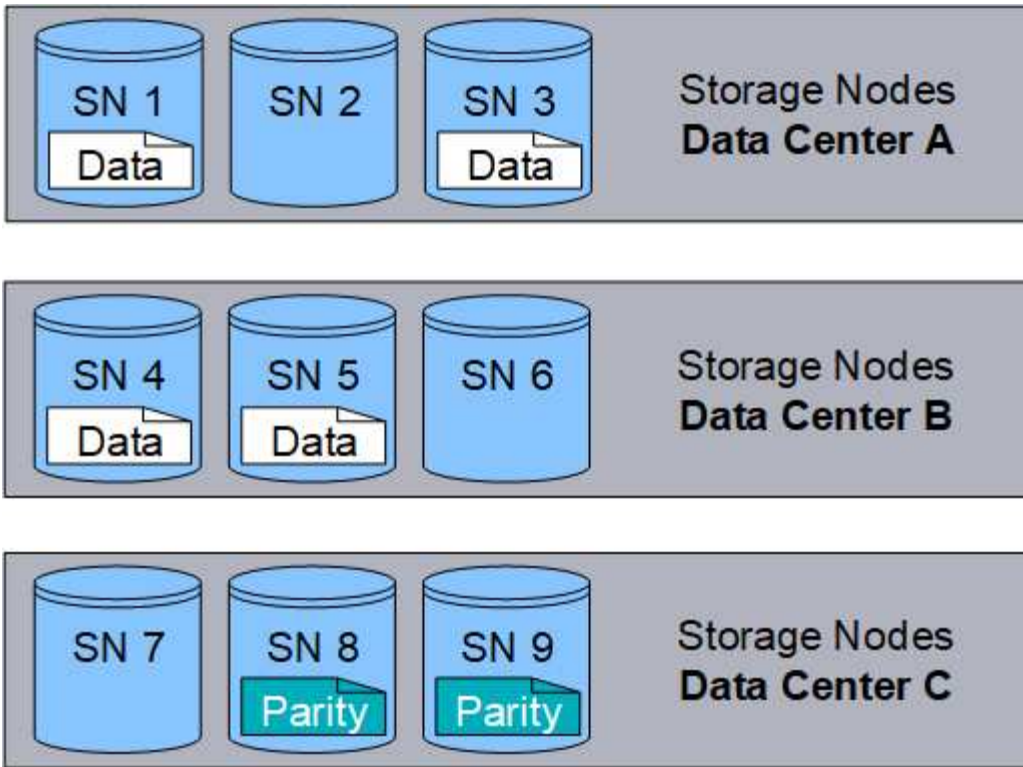 SN 1 SN 2 SN 3 Storage Nodes
Data Data Data Center A
SN 4 SN 5 SN 6 Storage Nodes
Data Data Data Center B
SN 7 SN 8 SN 9 Storage Nodes
Parity Parity Data Center C